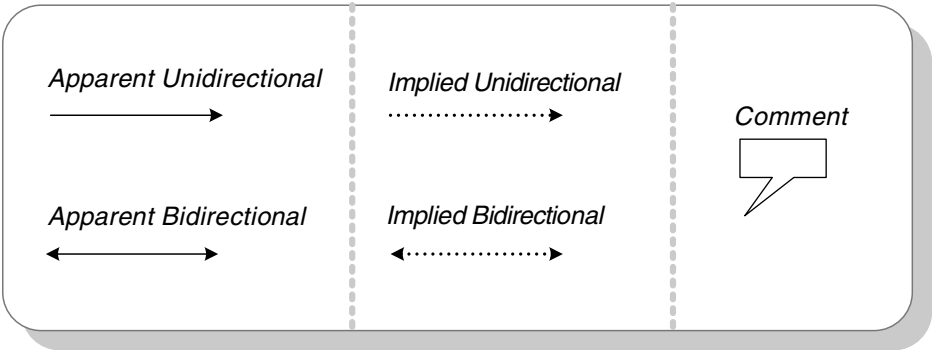 Apparent Unidirectional
Apparent Bidirectional
Implied Unidirectional
Implied Bidirectional
Comment